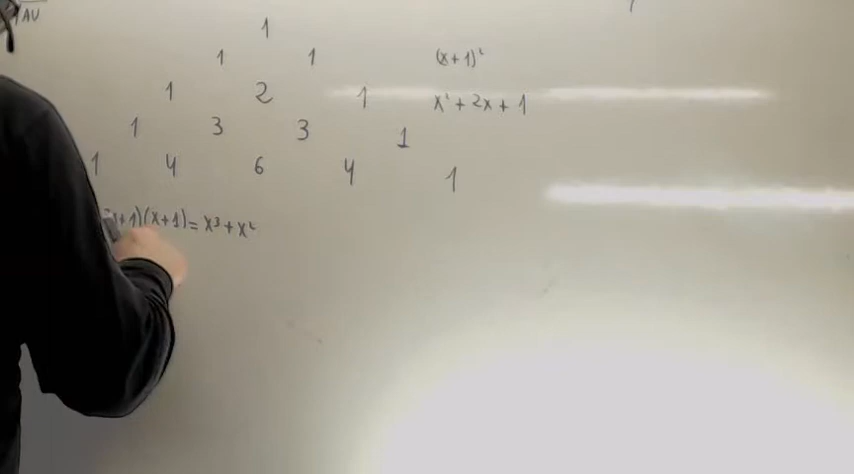 1
1 1 (x+1)²
1 2 1 x²+2x+1
1 3 3 1
1 4 6 4 1
+1)(x+1)=x³+x²